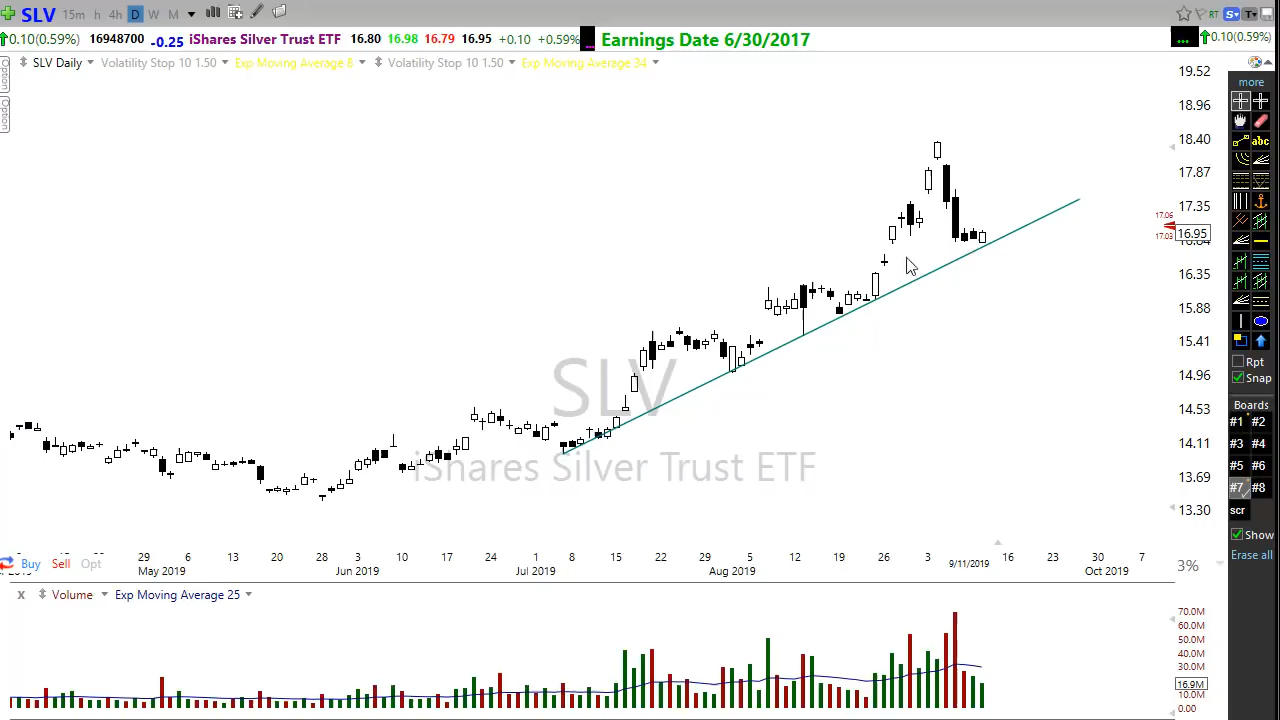 SLV 15m h 4h D W M RT S T
0.10(0.59%) 16948700 -0.25 iShares Silver Trust ETF 16.80 16.98 16.79 16.95 +0.10 +0.59% ... Earnings Date 6/30/2017 ... 0.10(0.59%)
SLV Daily Volatility Stop 10 1.50 Exp Moving Average 8 Volatility Stop 10 1.50 Exp Moving Average 34
Option
Option
more
abc
19.52
18.96
18.40
17.87
17.35
17.06
16.95
17.03
16.35
15.88
15.41
14.96
14.53
14.11
13.69
13.30
SLV
iShares Silver Trust ETF
Rpt
Snap
Boards
#1 #2
#3 #4
#5 #6
#7 #8
scr
Show
Erase all
29 6 13 20 28 3 10 17 24 1 8 15 22 29 5 12 19 26 3 9/11/2019 16 23 30 7
Buy Sell Opt
May 2019 Jun 2019 Jul 2019 Aug 2019 Oct 2019
3%
X Volume Exp Moving Average 25
70.0M
60.0M
50.0M
40.0M
30.0M
16.9M
10.0M
0.00